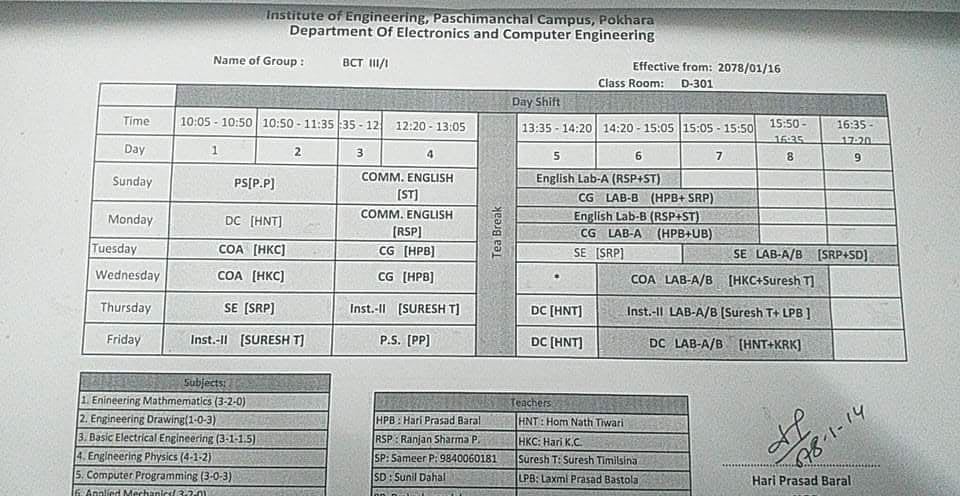 Institute of Engineering, Paschimanchal Campus, Pokhara
Department Of Electronics and Computer Engineering
Name of Group : BCT III/I
Effective from: 2078/01/16
Class Room: D-301
Day Shift
Time 10:05 - 10:50 10:50 - 11:35 :35 - 12: 12:20 - 13:05 13:35 - 14:20 14:20 - 15:05 15:05 - 15:50 15:50 - 16:35 16:35 - 17:20
Day 1 2 3 4 5 6 7 8 9
Tea Break
Sunday PS[P.P] COMM. ENGLISH [ST] English Lab-A (RSP+ST)
CG LAB-B (HPB+ SRP)
Monday DC [HNT] COMM. ENGLISH [RSP] English Lab-B (RSP+ST)
CG LAB-A (HPB+UB)
Tuesday COA [HKC] CG [HPB] SE [SRP] SE LAB-A/B [SRP+SD]
Wednesday COA [HKC] CG [HPB] * COA LAB-A/B [HKC+Suresh T]
Thursday SE [SRP] Inst.-II [SURESH T] DC [HNT] Inst.-II LAB-A/B [Suresh T+ LPB ]
Friday Inst.-II [SURESH T] P.S. [PP] DC [HNT] DC LAB-A/B [HNT+KRK]
Subjects:
1. Enineering Mathmematics (3-2-0)
2. Engineering Drawing(1-0-3)
3. Basic Electrical Engineering (3-1-1.5)
4. Engineering Physics (4-1-2)
5. Computer Programming (3-0-3)
6. Applied Mechanics( 3-2-0)
Teachers
HPB : Hari Prasad Baral HNT : Hom Nath Tiwari
RSP : Ranjan Sharma P. HKC: Hari K.C.
SP: Sameer P: 9840060181 Suresh T: Suresh Timilsina
SD : Sunil Dahal LPB: Laxmi Prasad Bastola
078-1-14
Hari Prasad Baral